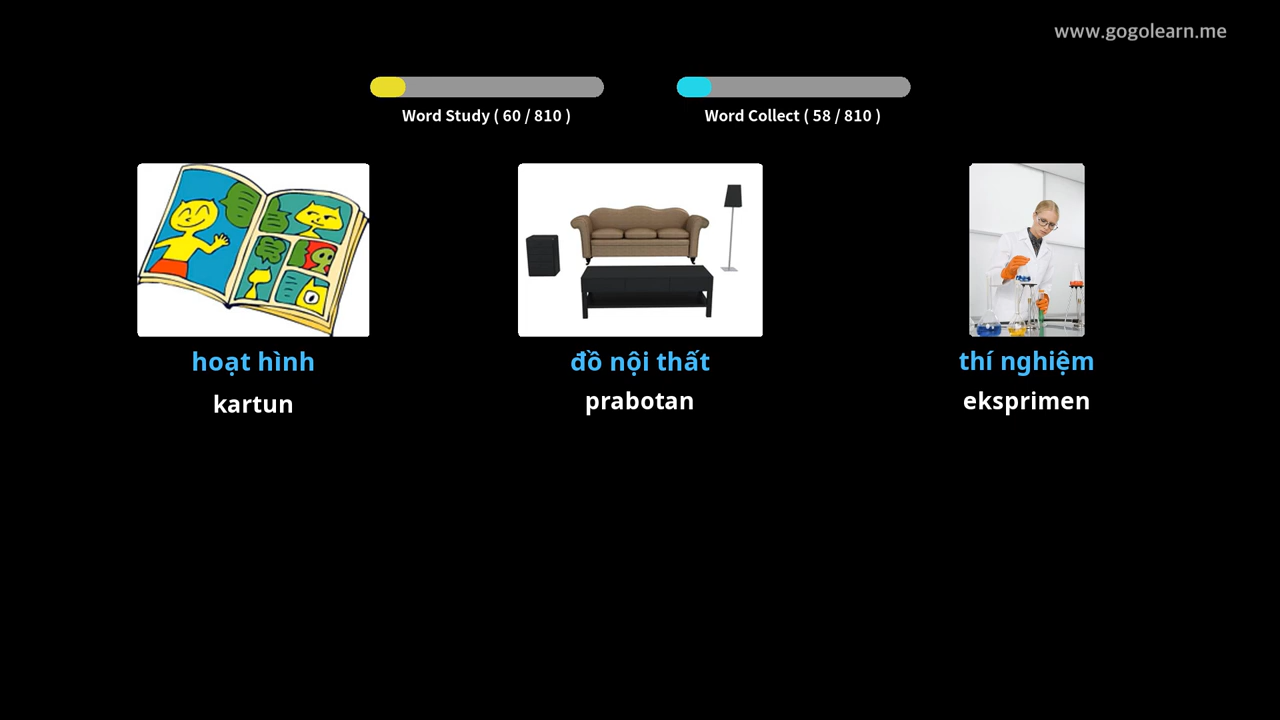 www.gogolearn.me
Word Study ( 60 / 810 )
Word Collect ( 58 / 810 )
hoạt hình
đồ nội thất
thí nghiệm
kartun
prabotan
eksprimen